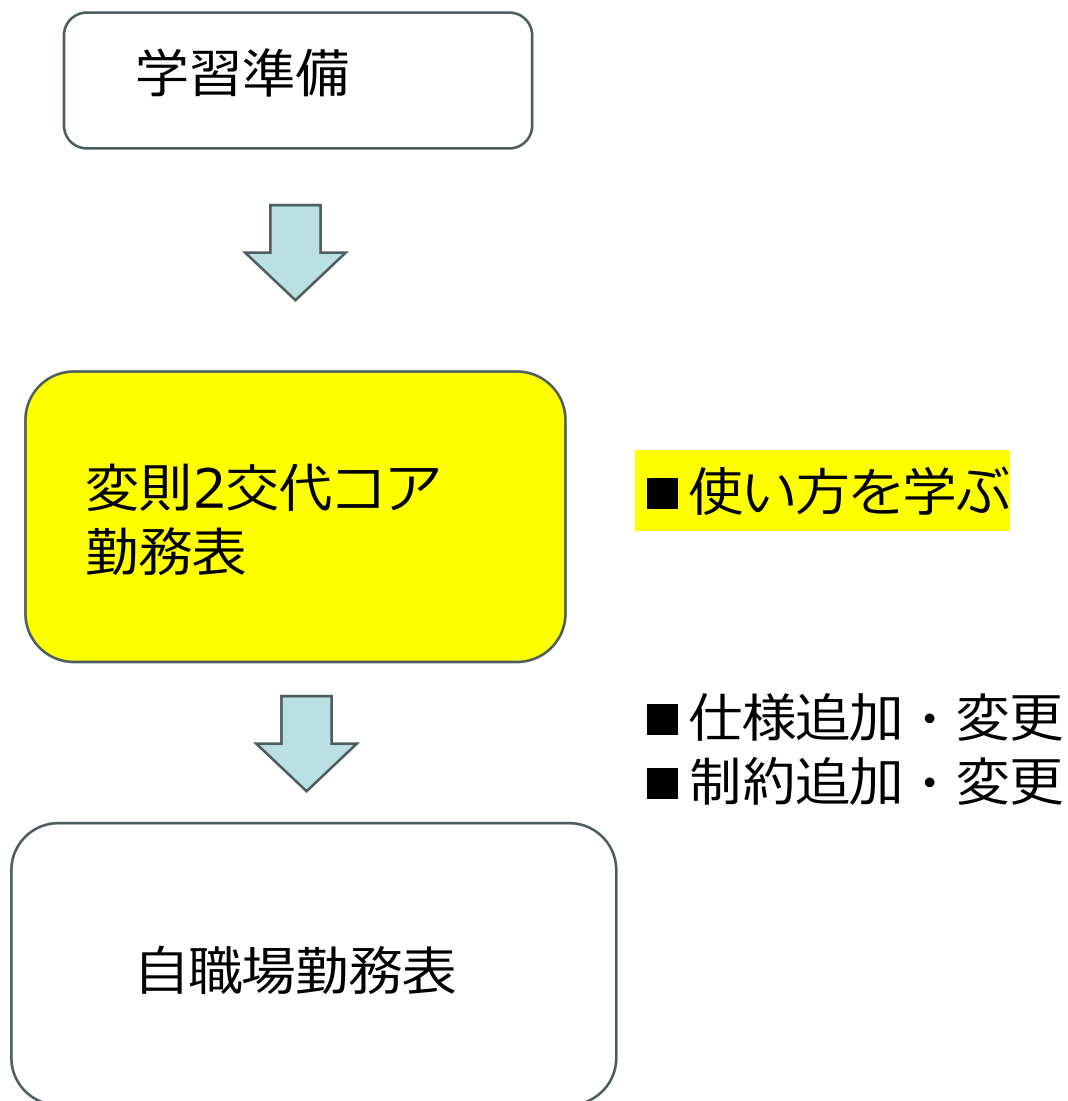 学習準備
変則2交代コア
勤務表
■使い方を学ぶ
■仕様追加・変更
■制約追加・変更
自職場勤務表